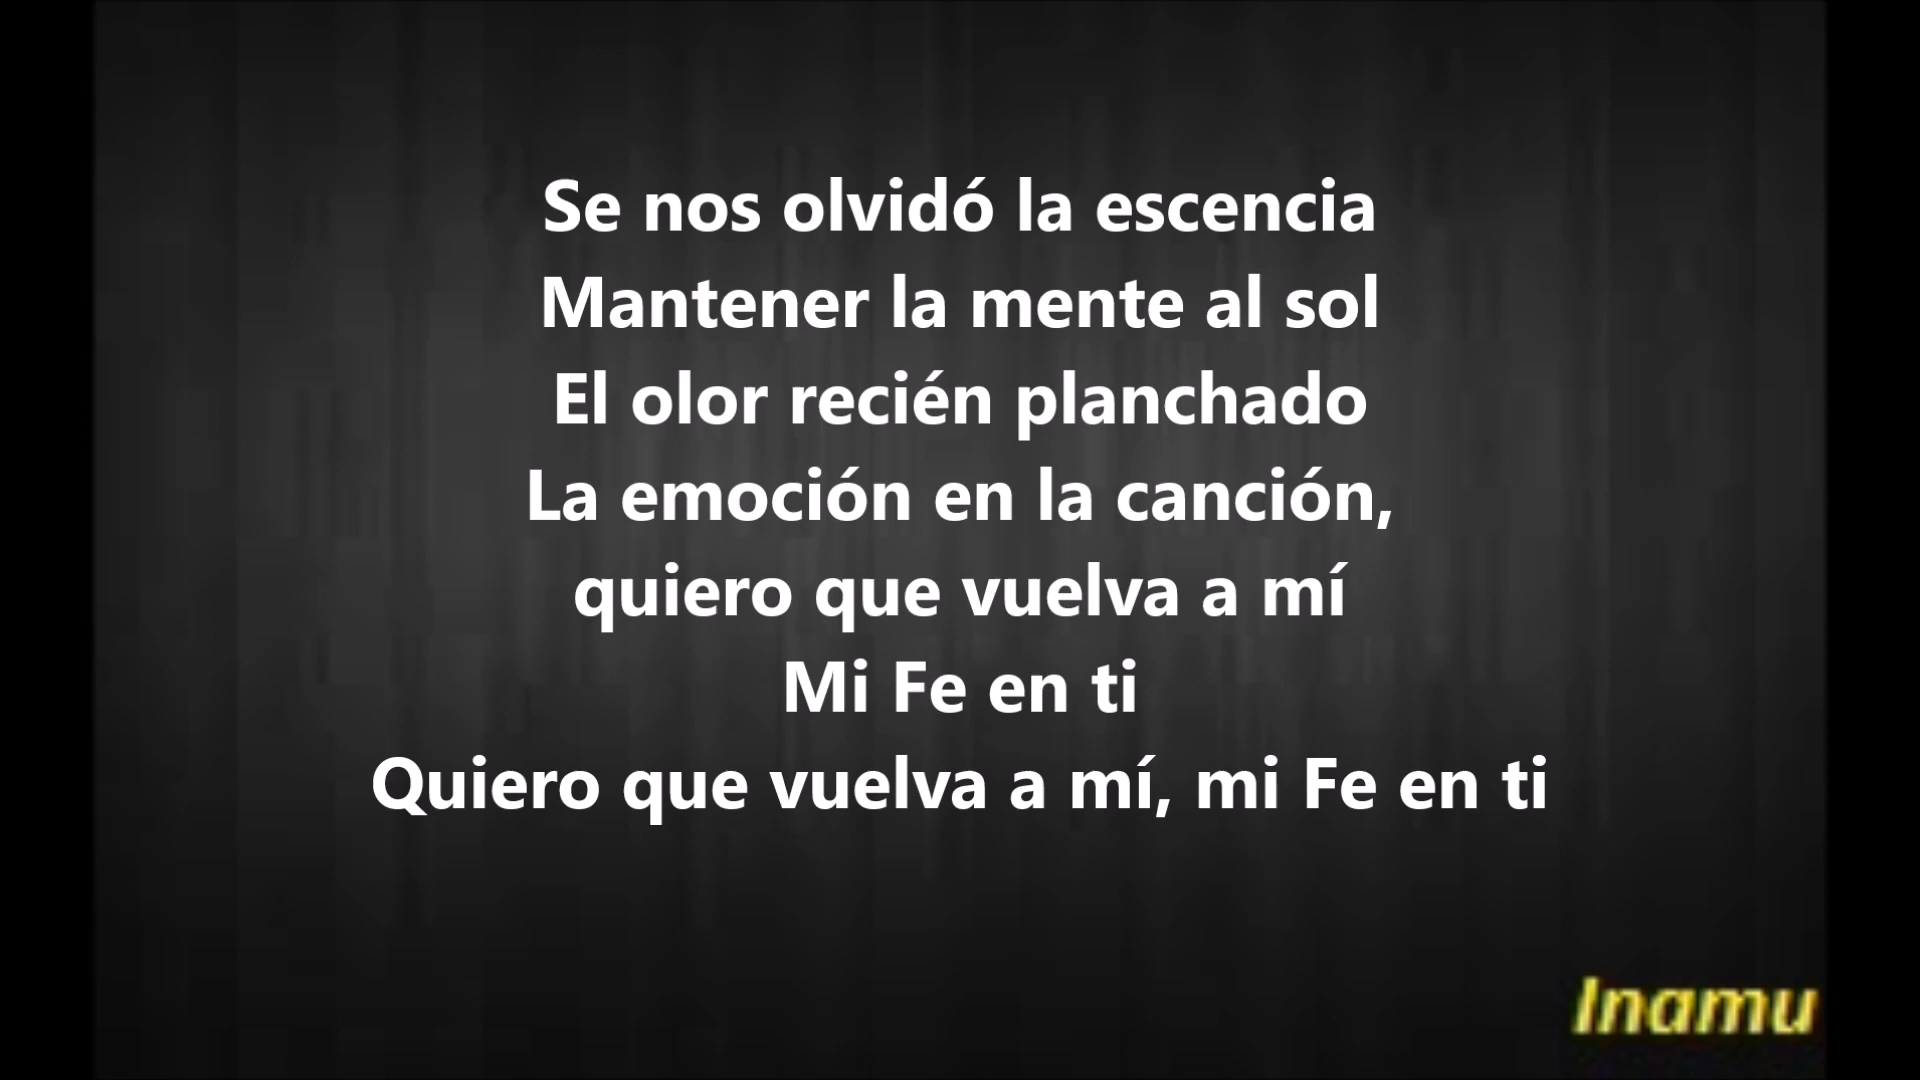 Se nos olvidó la escencia
Mantener la mente al sol
El olor recién planchado
La emoción en la canción,
quiero que vuelva a mí
Mi Fe en ti
Quiero que vuelva a mí, mi Fe en ti
Inamu